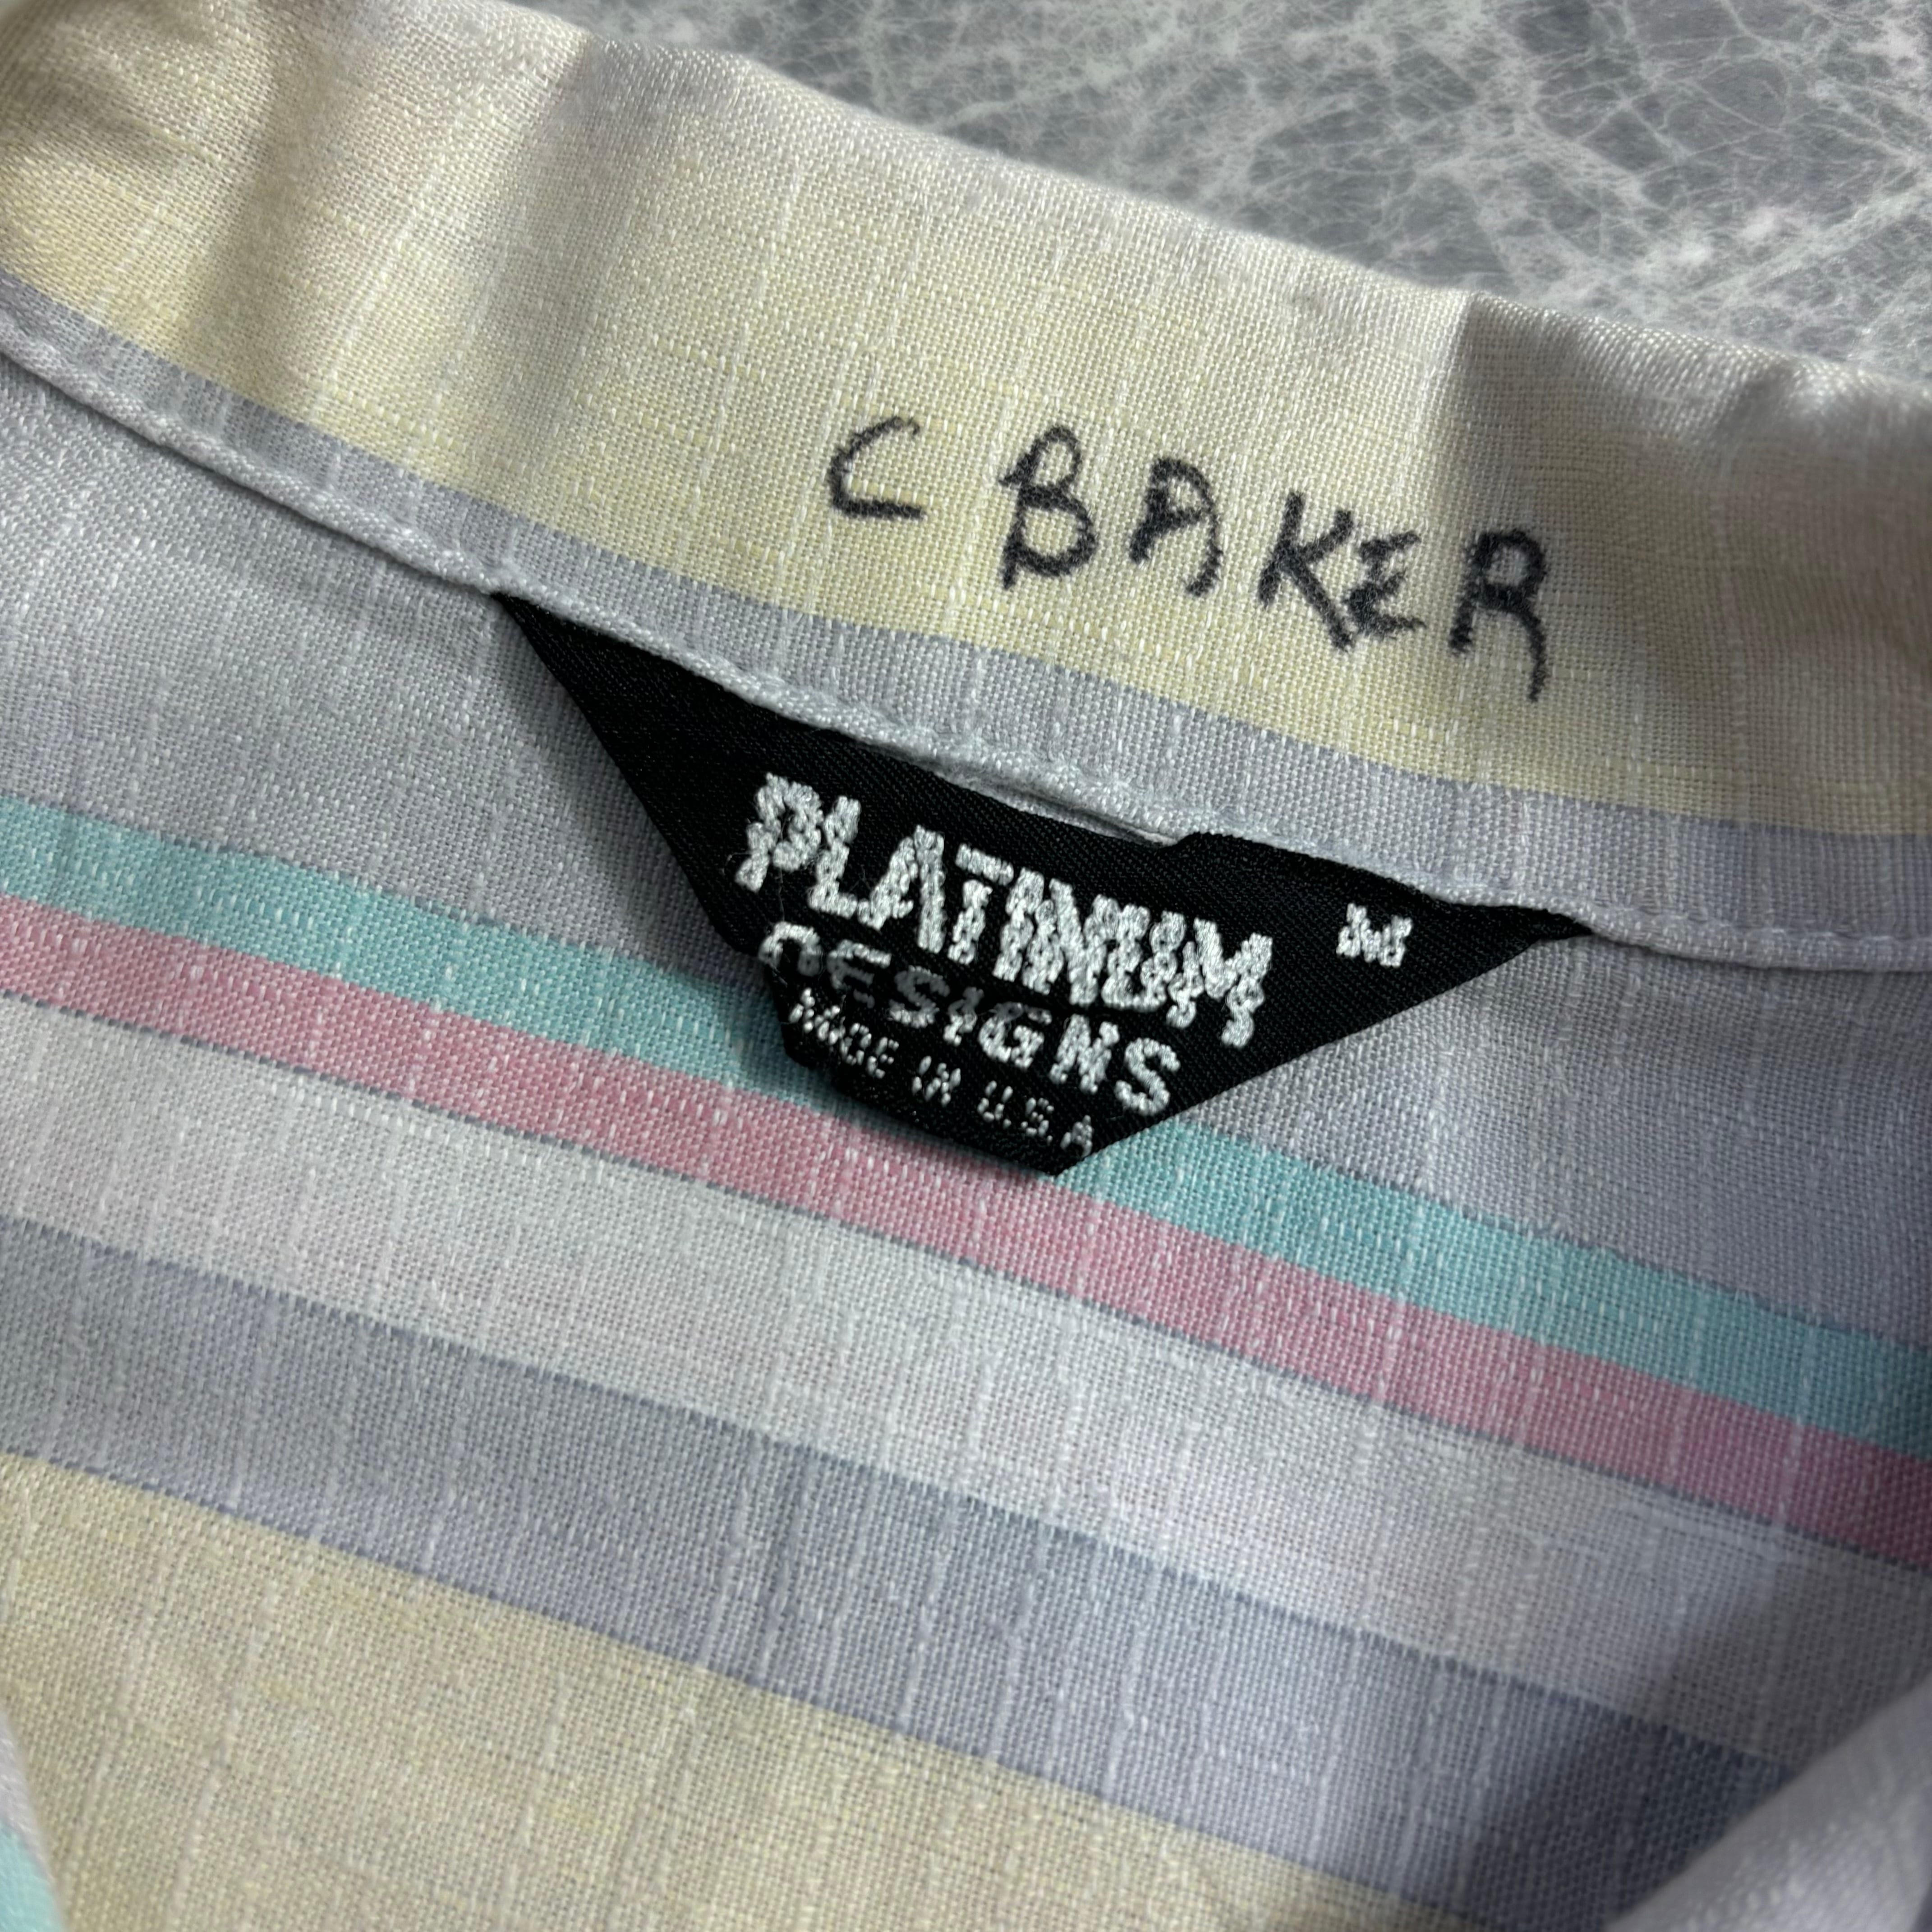 C BAKER
PLATINUM M
DESIGNS
MADE IN U.S.A